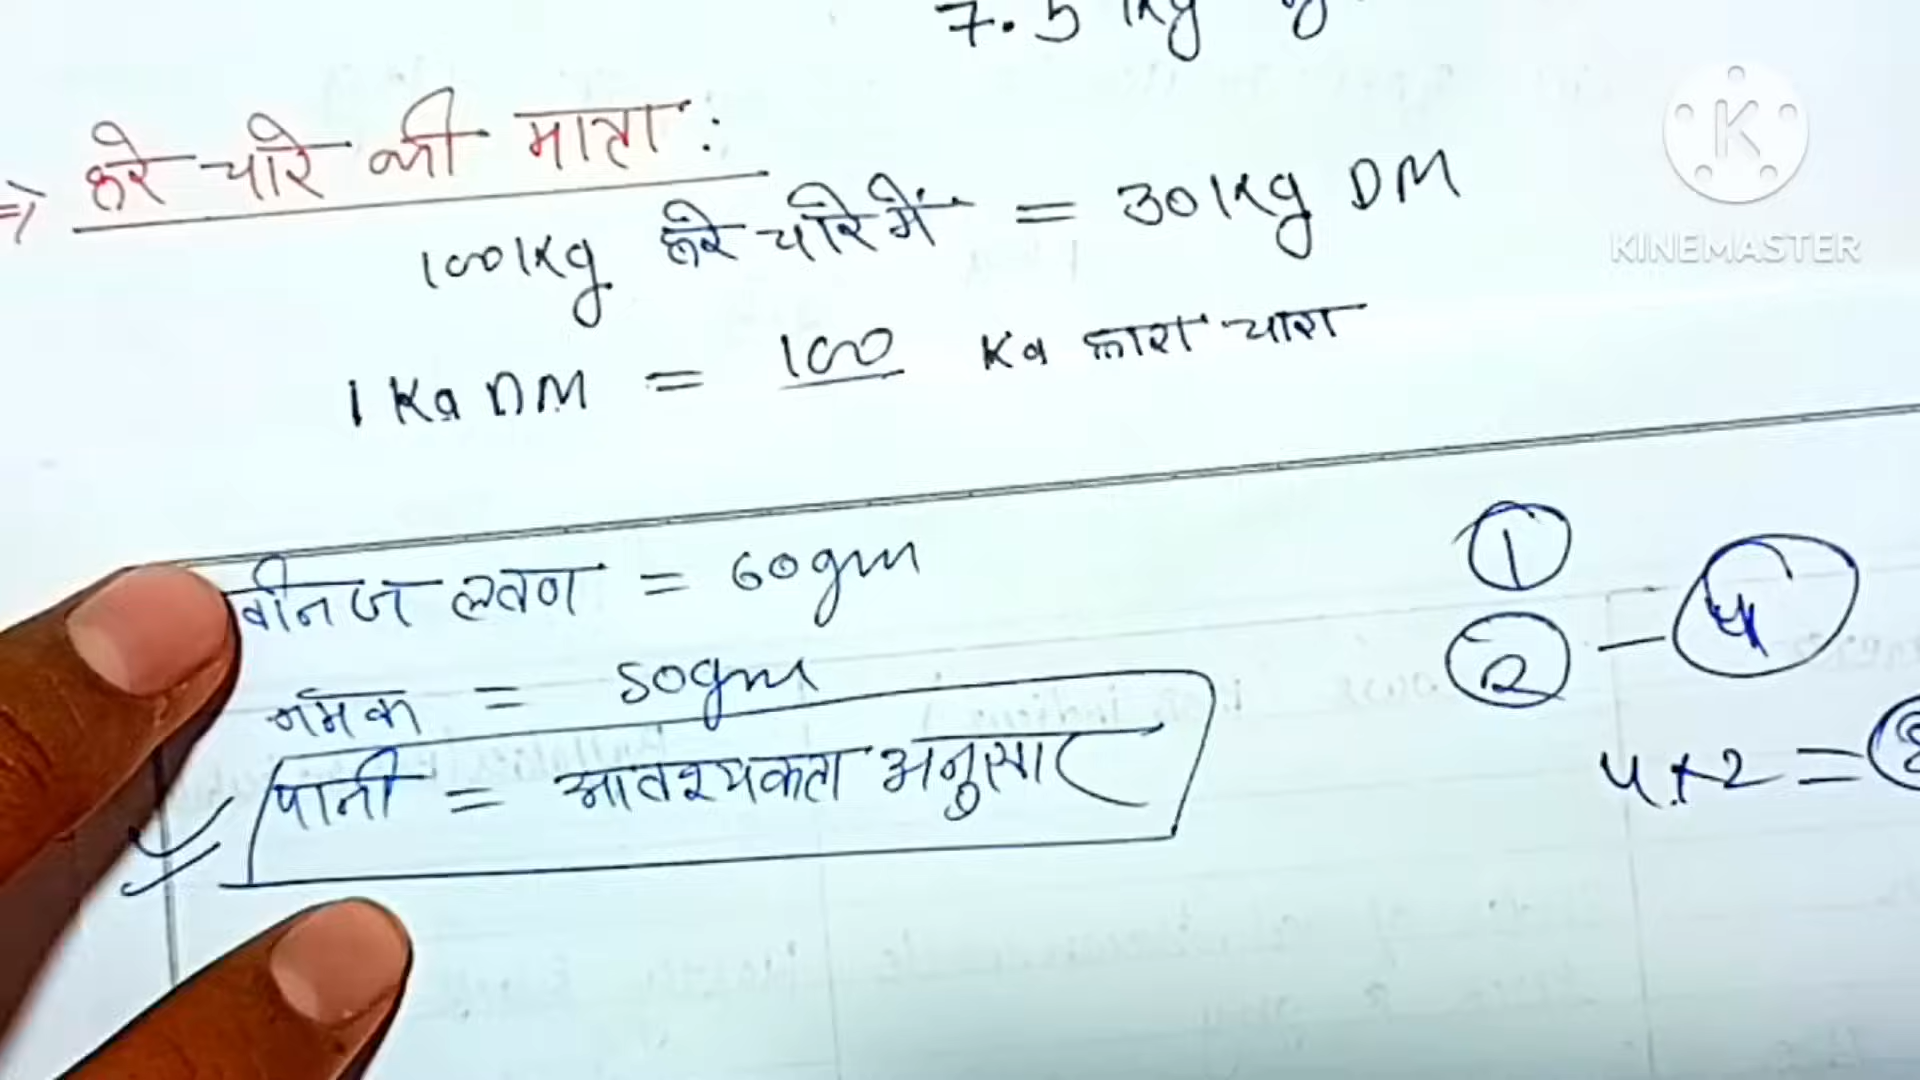 7.5 kg
⇒ हरे चारे की मात्रा :
100 kg हरे चारे में = 30 kg DM
1 Kg DM = 100 Kg हारा चारा
खनिज लवण = 60 gm
नमक = 50 gm
पानी = आवश्यकता अनुसार
1
2 – 4
4+2 =
K
KINEMASTER